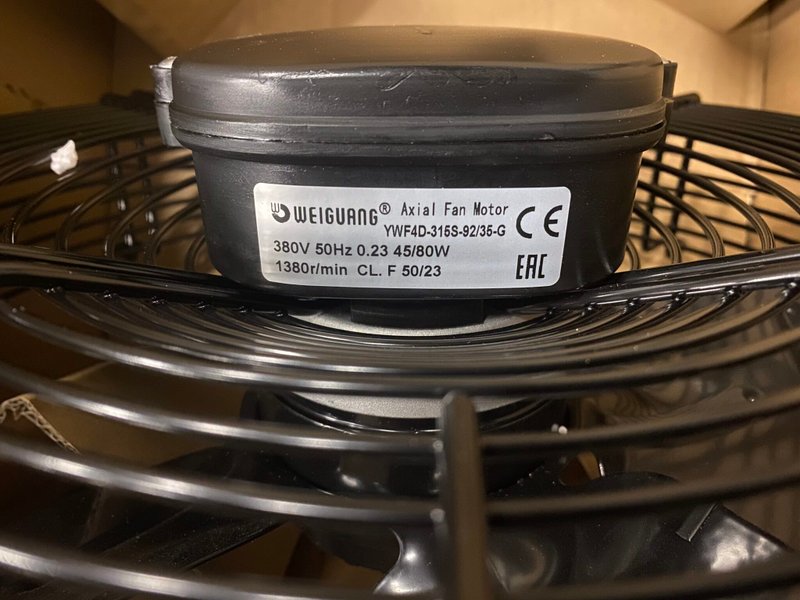 WEIGUANG® Axial Fan Motor
YWF4D-315S-92/35-G
380V 50Hz 0.23 45/80W
1380r/min CL. F 50/23
CE
EAC